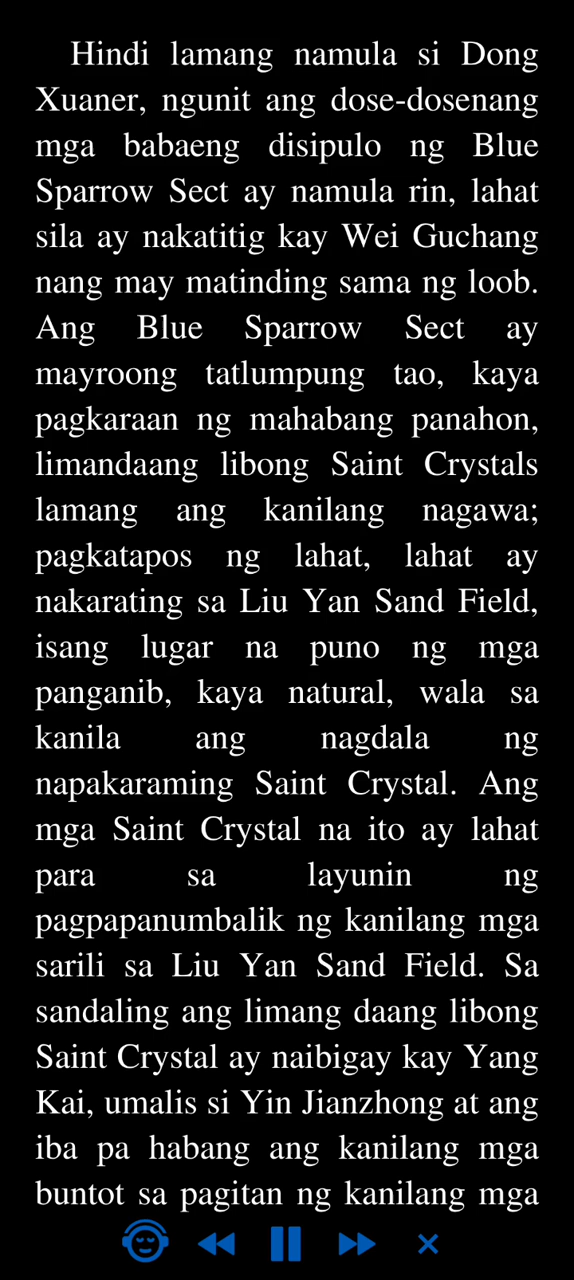 Hindi lamang namula si Dong
Xuaner, ngunit ang dose-dosenang
mga babaeng disipulo ng Blue
Sparrow Sect ay namula rin, lahat
sila ay nakatitig kay Wei Guchang
nang may matinding sama ng loob.
Ang Blue Sparrow Sect ay
mayroong tatlumpung tao, kaya
pagkaraan ng mahabang panahon,
limandaang libong Saint Crystals
lamang ang kanilang nagawa;
pagkatapos ng lahat, lahat ay
nakarating sa Liu Yan Sand Field,
isang lugar na puno ng mga
panganib, kaya natural, wala sa
kanila ang nagdala ng
napakaraming Saint Crystal. Ang
mga Saint Crystal na ito ay lahat
para sa layunin ng
pagpapanumbalik ng kanilang mga
sarili sa Liu Yan Sand Field. Sa
sandaling ang limang daang libong
Saint Crystal ay naibigay kay Yang
Kai, umalis si Yin Jianzhong at ang
iba pa habang ang kanilang mga
buntot sa pagitan ng kanilang mga